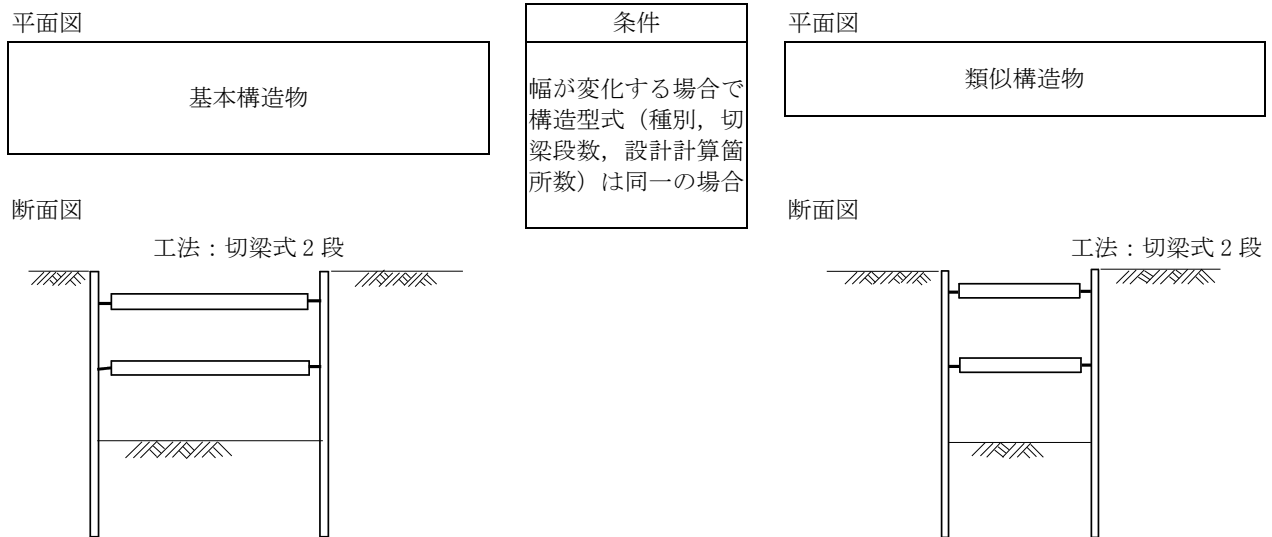 平面図
基本構造物
条件
幅が変化する場合で
構造型式（種別，切
梁段数，設計計算箇
所数）は同一の場合
平面図
類似構造物
断面図
工法：切梁式 2 段
断面図
工法：切梁式 2 段